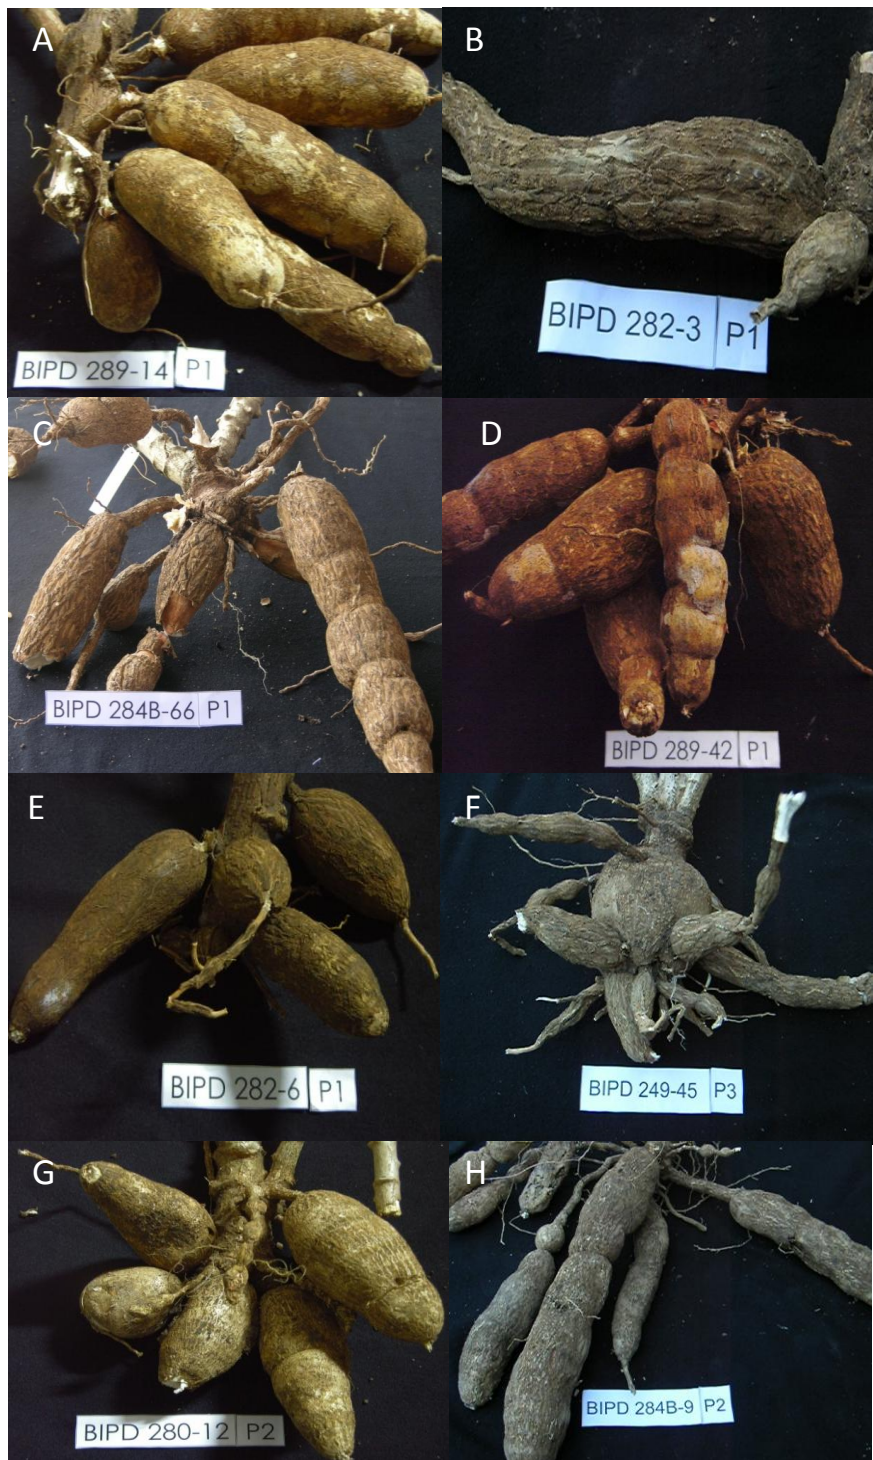 A
BIPD 289-14 P1
B
BIPD 282-3 P1
C
BIPD 284B-66 P1
D
BIPD 289-42 P1
E
BIPD 282-6 P1
F
BIPD 249-45 P3
G
BIPD 280-12 P2
H
BIPD 284B-9 P2